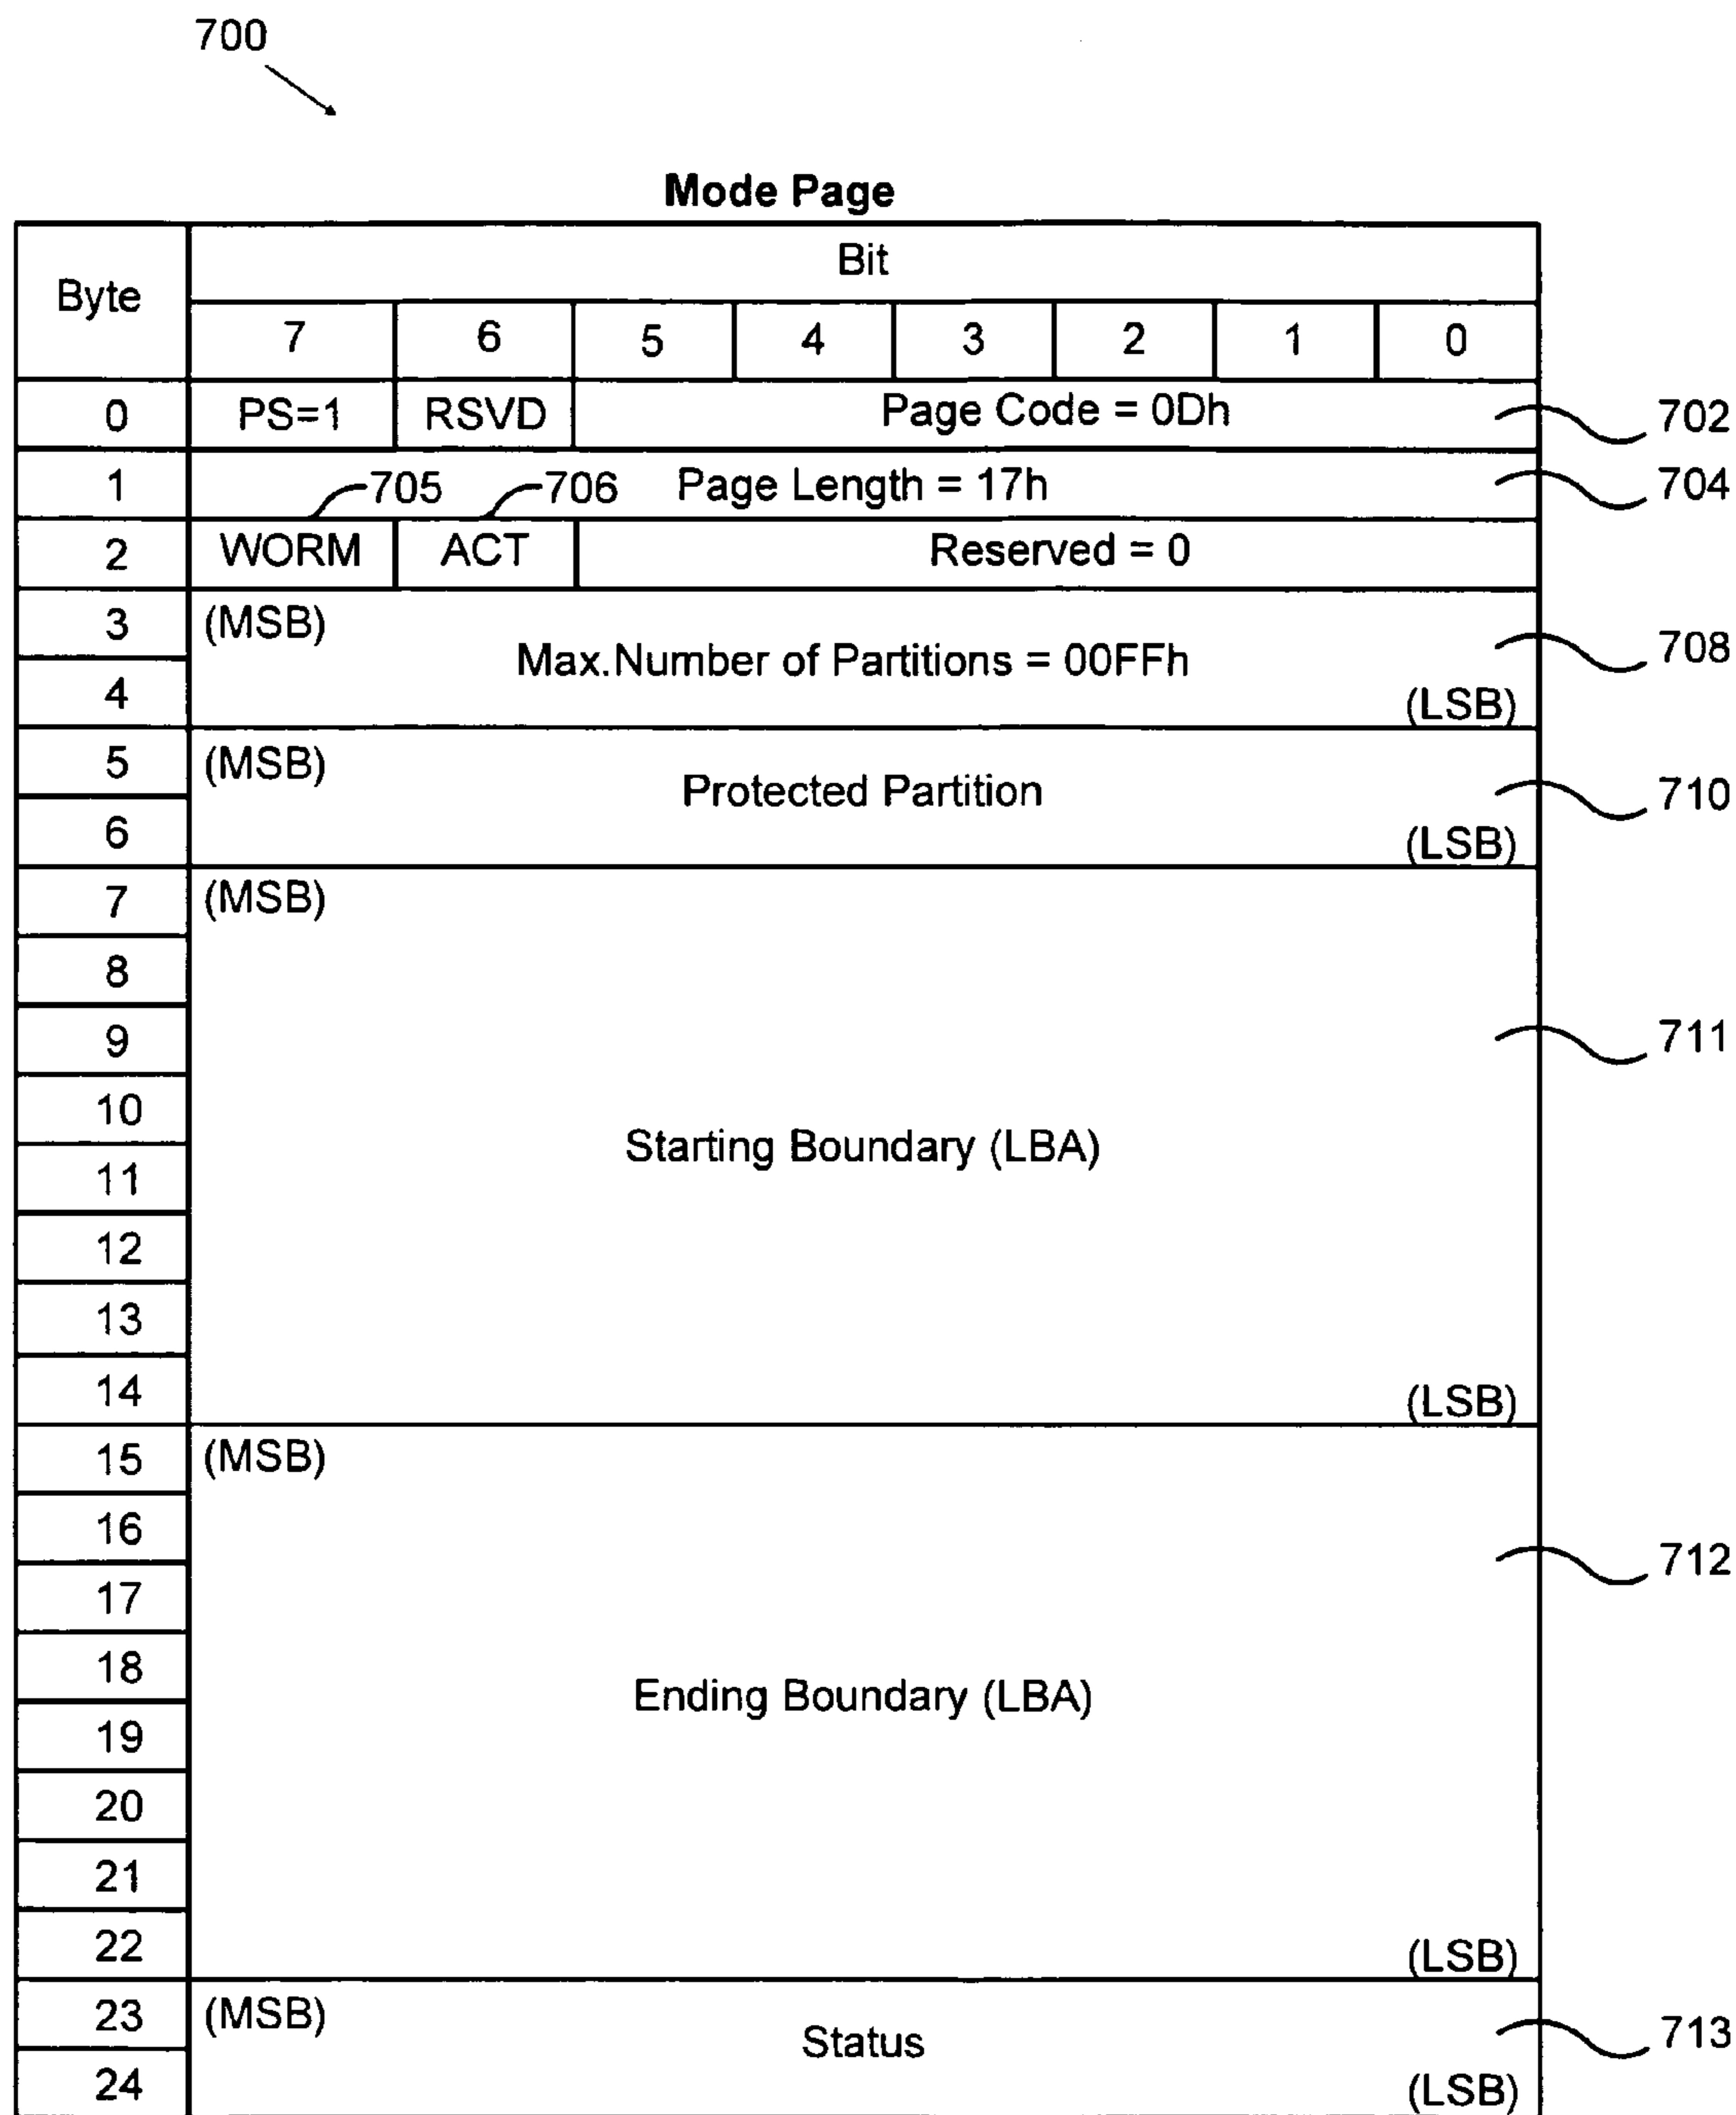 700
Mode Page
Byte
Bit
7 6 5 4 3 2 1 0
0 PS=1 RSVD Page Code = 0Dh 702
1 705 706 Page Length = 17h 704
2 WORM ACT Reserved = 0
3 (MSB)
Max.Number of Partitions = 00FFh 708
4 (LSB)
5 (MSB)
Protected Partition 710
6 (LSB)
7 (MSB)
8
9 711
10
Starting Boundary (LBA)
11
12
13
14 (LSB)
15 (MSB)
16
712
17
18
Ending Boundary (LBA)
19
20
21
22 (LSB)
23 (MSB)
Status 713
24 (LSB)